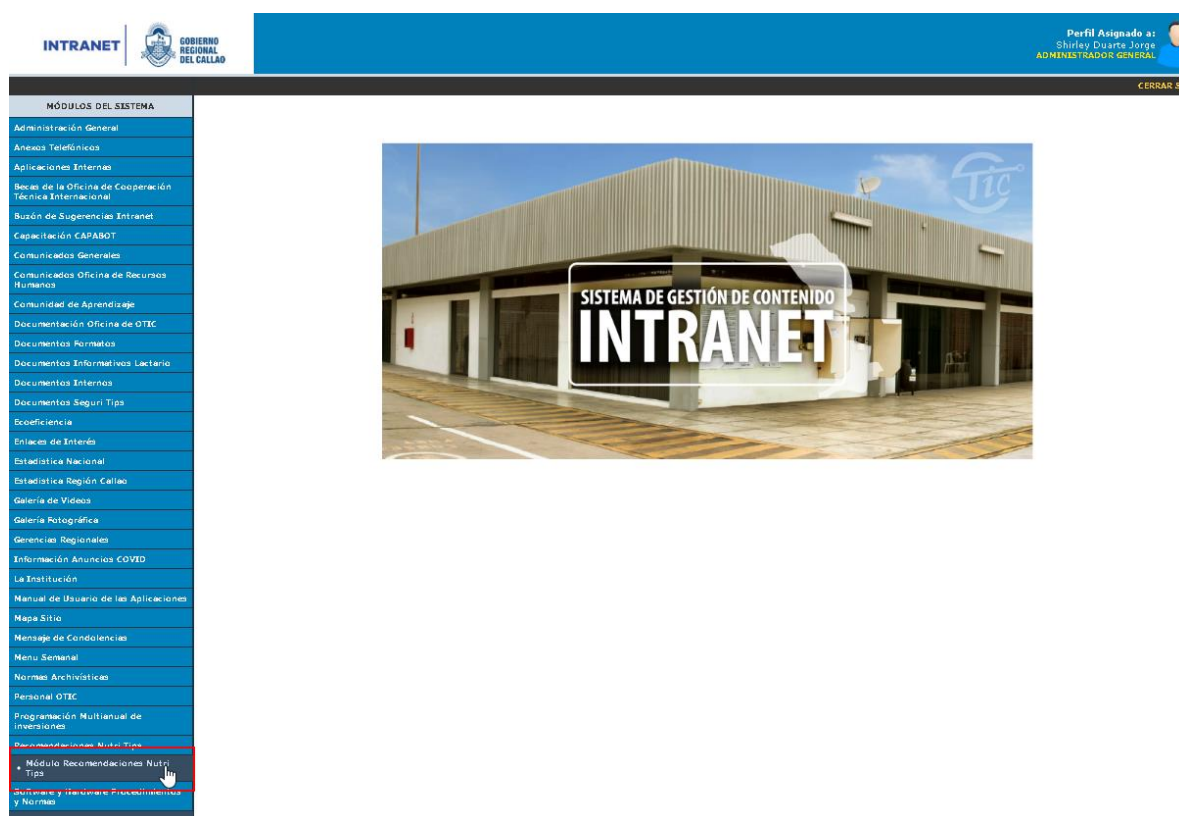 INTRANET
GOBIERNO
REGIONAL
DEL CALLAO
Perfil Asignado a:
Shirley Duarte Jorge
ADMINISTRADOR GENERAL
CERRAR S
MÓDULOS DEL SISTEMA
Administración General
Anexos Telefónicos
Aplicaciones Internas
Becas de la Oficina de Cooperación
Técnica Internacional
Buzón de Sugerencias Intranet
Capacitación CAPABOT
Comunicados Generales
Comunicados Oficina de Recursos
Humanos
Comunidad de Aprendizaje
Documentación Oficina de OTIC
Documentos Formatos
Documentos Informativos Lactario
Documentos Internos
Documentos Seguri Tips
Ecoeficiencia
Enlaces de Interés
Estadistica Nacional
Estadistica Región Callao
Galería de Videos
Galería Fotográfica
Gerencias Regionales
Información Anuncios COVID
La Institución
Manual de Usuario de las Aplicaciones
Mapa Sitio
Mensaje de Condolencias
Menu Semanal
Normas Archivísticas
Personal OTIC
Programación Multianual de
inversiones
Recomendaciones Nutri Tips
• Módulo Recomendaciones Nutri
Tips
Software y Hardware Procedimientos
y Normas
Tic
SISTEMA DE GESTIÓN DE CONTENIDO
INTRANET